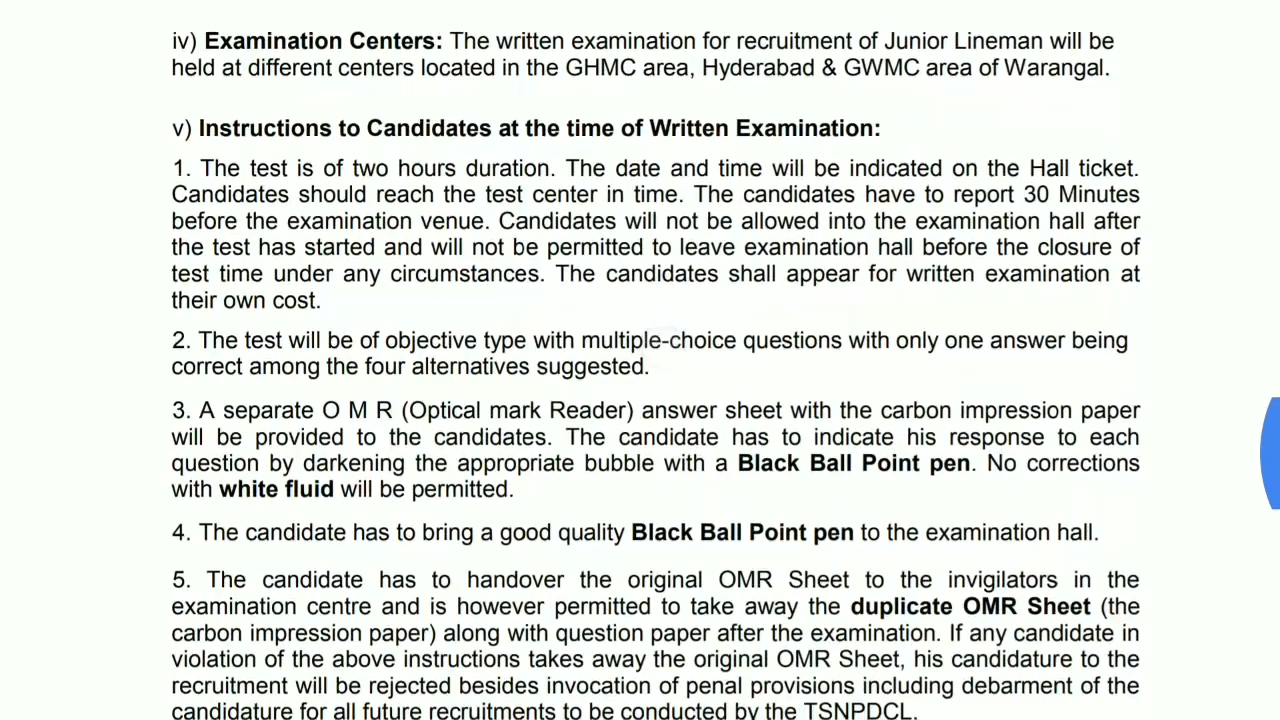 iv) Examination Centers: The written examination for recruitment of Junior Lineman will be
held at different centers located in the GHMC area, Hyderabad & GWMC area of Warangal.
v) Instructions to Candidates at the time of Written Examination:
1. The test is of two hours duration. The date and time will be indicated on the Hall ticket.
Candidates should reach the test center in time. The candidates have to report 30 Minutes
before the examination venue. Candidates will not be allowed into the examination hall after
the test has started and will not be permitted to leave examination hall before the closure of
test time under any circumstances. The candidates shall appear for written examination at
their own cost.
2. The test will be of objective type with multiple-choice questions with only one answer being
correct among the four alternatives suggested.
3. A separate O M R (Optical mark Reader) answer sheet with the carbon impression paper
will be provided to the candidates. The candidate has to indicate his response to each
question by darkening the appropriate bubble with a Black Ball Point pen. No corrections
with white fluid will be permitted.
4. The candidate has to bring a good quality Black Ball Point pen to the examination hall.
5. The candidate has to handover the original OMR Sheet to the invigilators in the
examination centre and is however permitted to take away the duplicate OMR Sheet (the
carbon impression paper) along with question paper after the examination. If any candidate in
violation of the above instructions takes away the original OMR Sheet, his candidature to the
recruitment will be rejected besides invocation of penal provisions including debarment of the
candidature for all future recruitments to be conducted by the TSNPDCL.